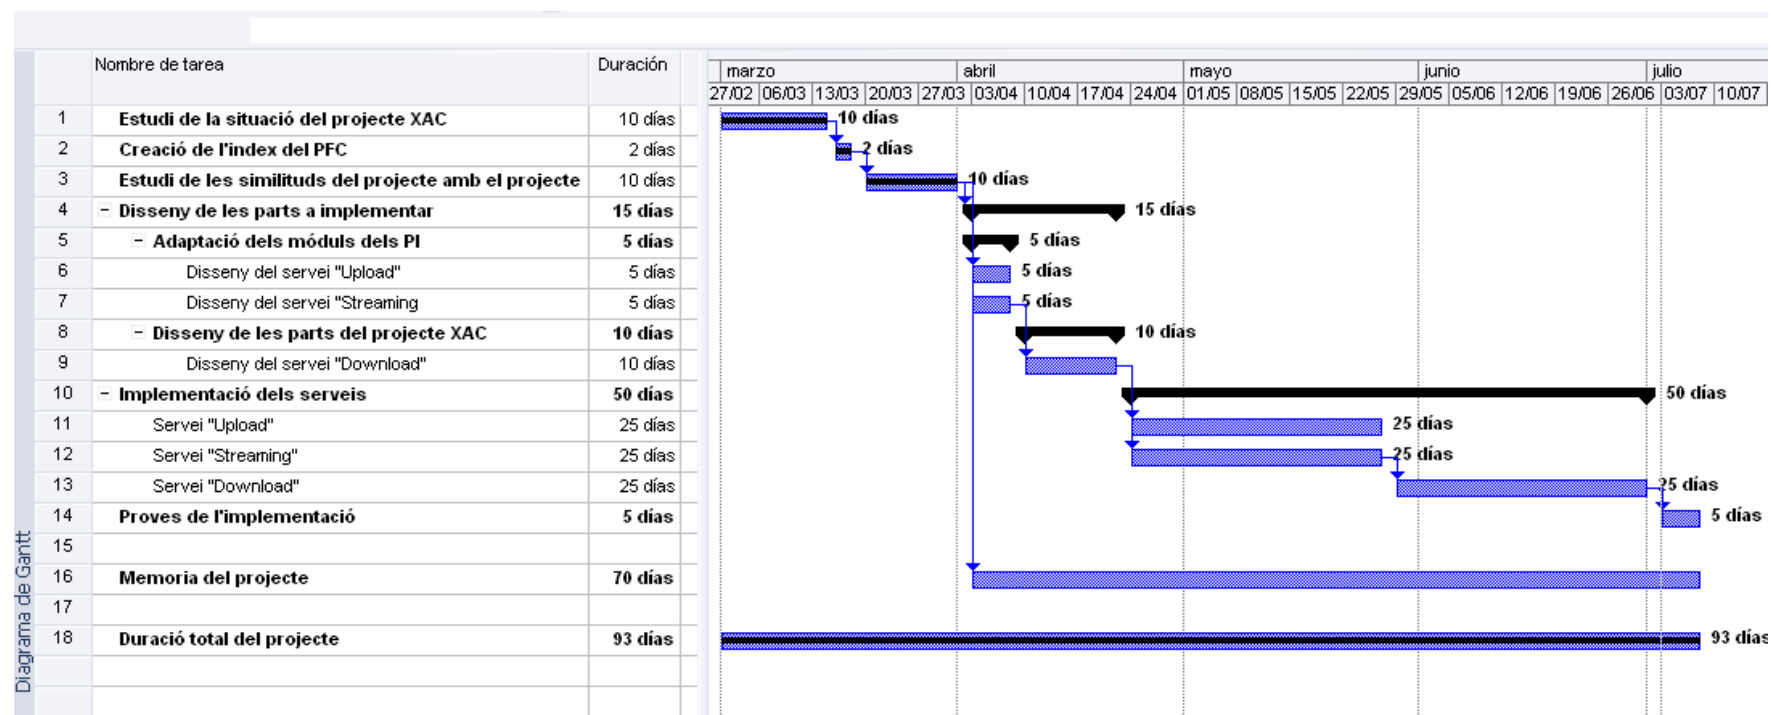 Nombre de tarea Duración
marzo abril mayo junio julio
27/02 06/03 13/03 20/03 27/03 03/04 10/04 17/04 24/04 01/05 08/05 15/05 22/05 29/05 05/06 12/06 19/06 26/06 03/07 10/07
1 Estudi de la situació del projecte XAC 10 días 10 días
2 Creació de l'index del PFC 2 días 2 días
3 Estudi de les similituds del projecte amb el projecte 10 días 10 días
4 − Disseny de les parts a implementar 15 días 15 días
5 − Adaptació dels móduls dels PI 5 días 5 días
6 Disseny del servei "Upload" 5 días 5 días
7 Disseny del servei "Streaming 5 días 5 días
8 − Disseny de les parts del projecte XAC 10 días 10 días
9 Disseny del servei "Download" 10 días
10 − Implementació dels serveis 50 días 50 días
11 Servei "Upload" 25 días 25 días
12 Servei "Streaming" 25 días 25 días
13 Servei "Download" 25 días 25 días
14 Proves de l'implementació 5 días 5 días
15
16 Memoria del projecte 70 días
17
18 Duració total del projecte 93 días 93 días
Diagrama de Gantt